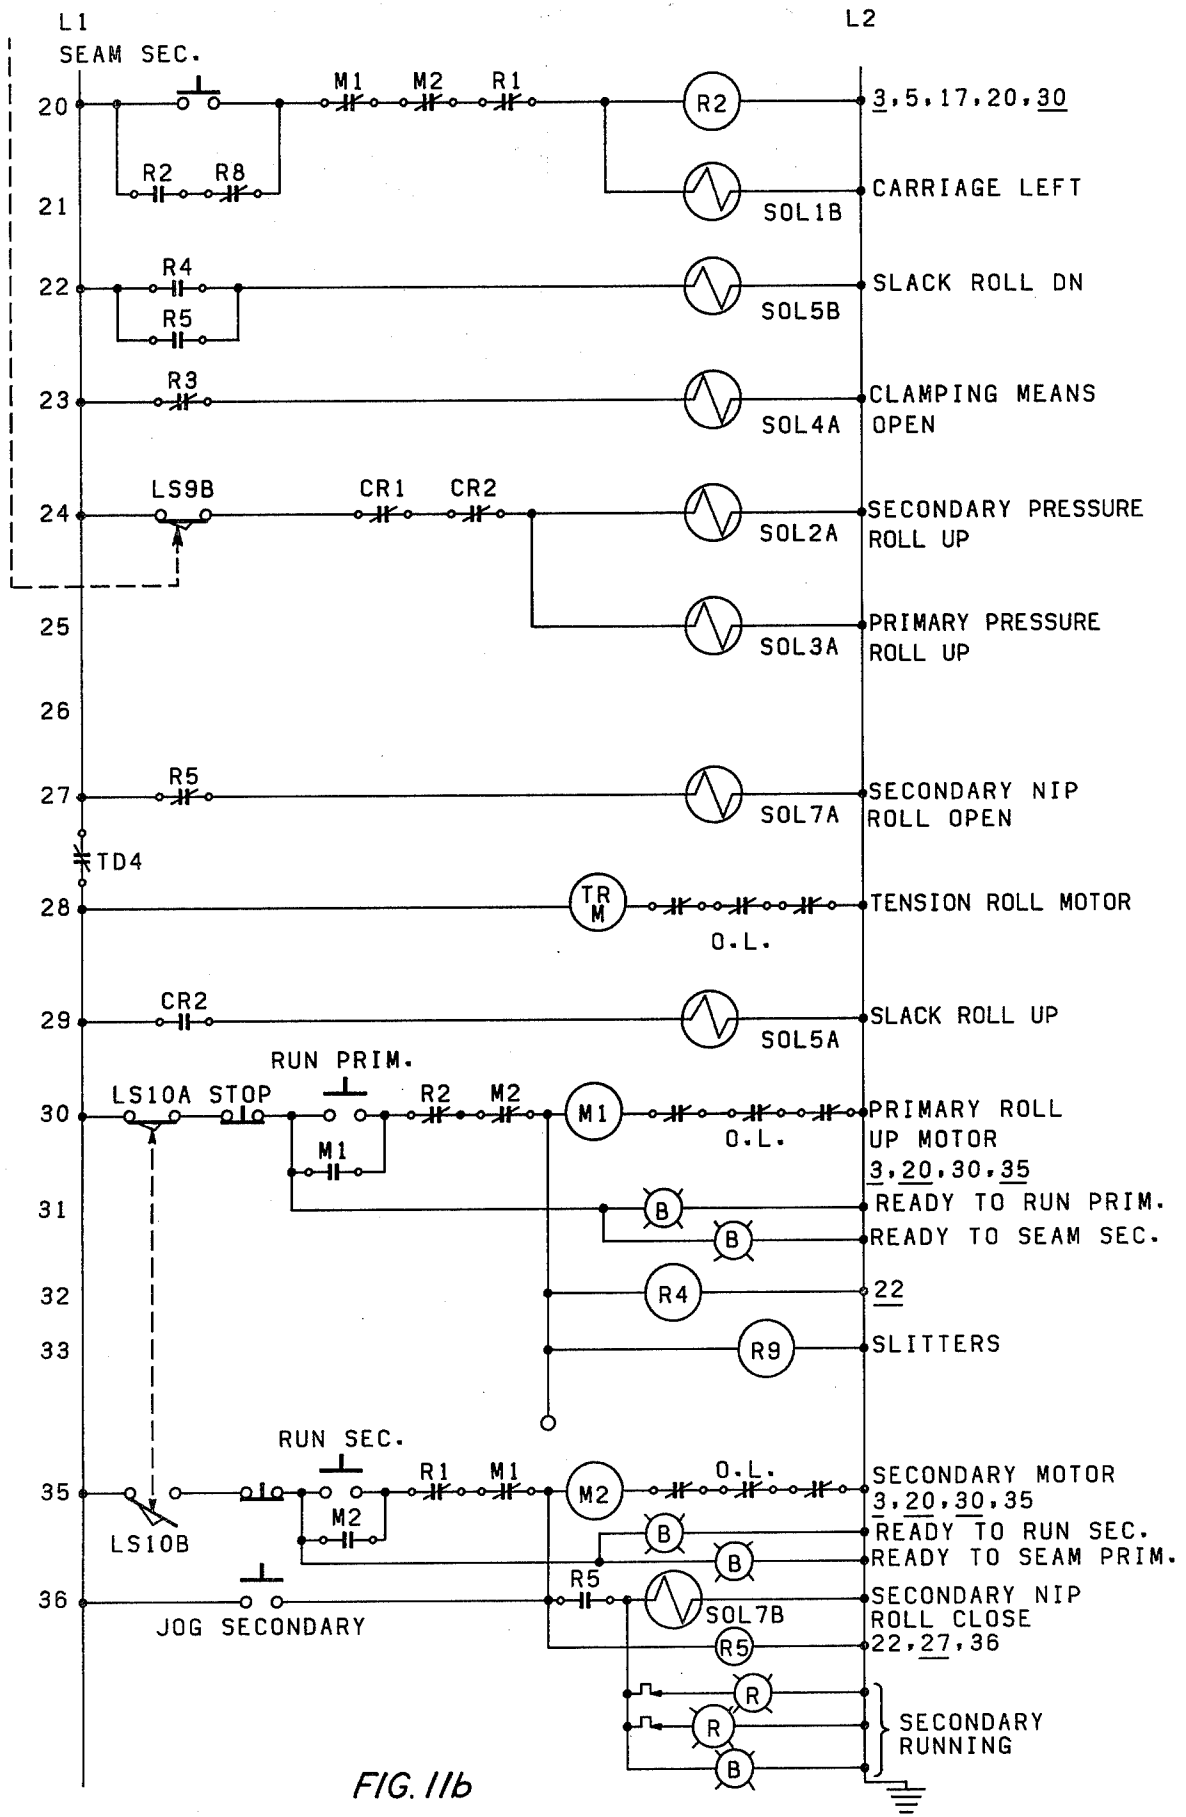 L1
L2
SEAM SEC.
M1
M2
R1
20
R2
3,5,17,20,30
R2
R8
21
SOL1B
CARRIAGE LEFT
R4
22
SOL5B
SLACK ROLL DN
R5
R3
23
SOL4A
CLAMPING MEANS
OPEN
LS9B
CR1
CR2
24
SOL2A
SECONDARY PRESSURE
ROLL UP
25
SOL3A
PRIMARY PRESSURE
ROLL UP
26
R5
27
SOL7A
SECONDARY NIP
ROLL OPEN
TD4
28
TR
M
TENSION ROLL MOTOR
O.L.
CR2
29
SOL5A
SLACK ROLL UP
RUN PRIM.
LS10A
STOP
R2
M2
30
M1
PRIMARY ROLL
UP MOTOR
O.L.
M1
3,20,30,35
31
B
READY TO RUN PRIM.
B
READY TO SEAM SEC.
32
R4
22
33
R9
SLITTERS
RUN SEC.
R1
M1
O.L.
35
M2
SECONDARY MOTOR
3,20,30,35
M2
LS10B
B
READY TO RUN SEC.
B
READY TO SEAM PRIM.
R5
36
SOL7B
SECONDARY NIP
ROLL CLOSE
JOG SECONDARY
R5
22,27,36
R
R
SECONDARY
RUNNING
B
FIG. 11b